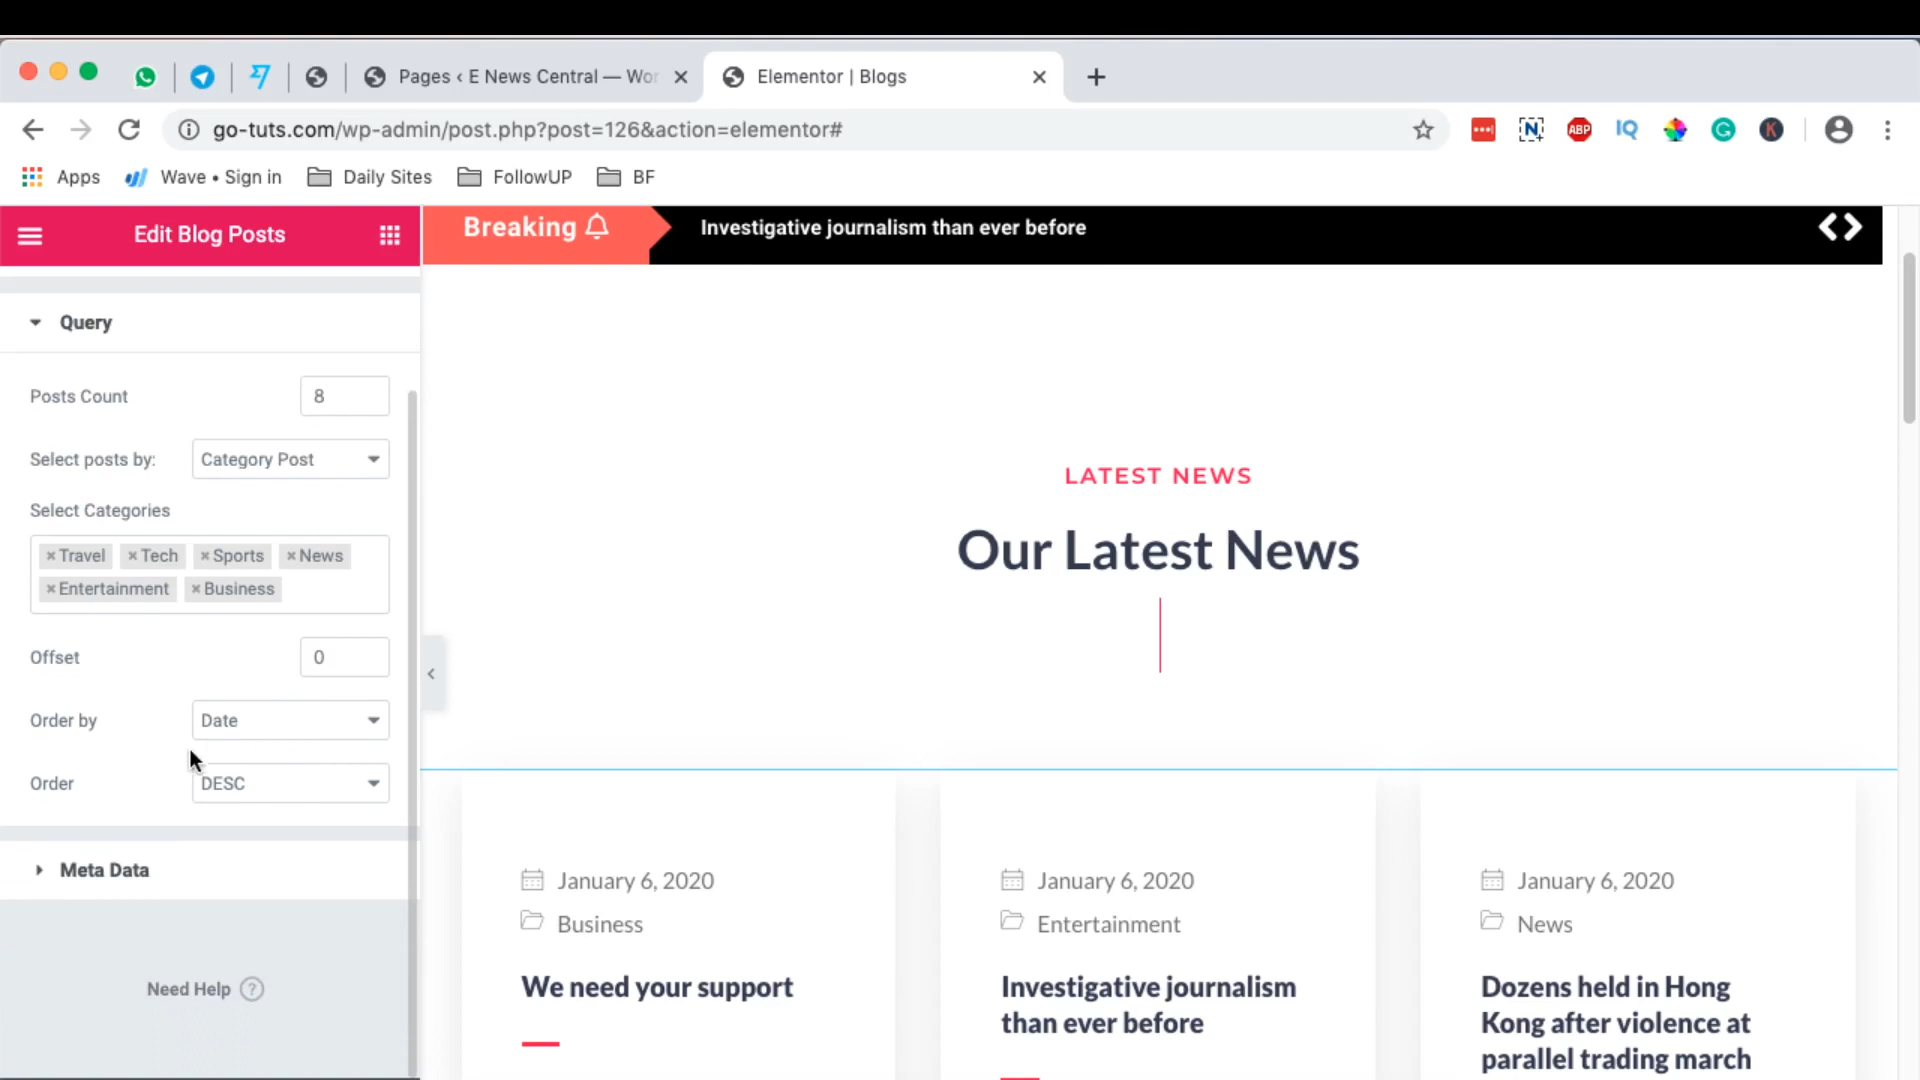 Pages ‹ E News Central — Wor
Elementor | Blogs
go-tuts.com/wp-admin/post.php?post=126&action=elementor#
ABP
IQ
G
K
N
Apps
Wave • Sign in
Daily Sites
FollowUP
BF
Edit Blog Posts
Breaking
Investigative journalism than ever before
Query
Posts Count
8
Select posts by:
Category Post
Select Categories
×Travel ×Tech ×Sports ×News
×Entertainment ×Business
Offset
0
Order by
Date
Order
DESC
Meta Data
Need Help ?
LATEST NEWS
Our Latest News
January 6, 2020
Business
We need your support
January 6, 2020
Entertainment
Investigative journalism
than ever before
January 6, 2020
News
Dozens held in Hong
Kong after violence at
parallel trading march